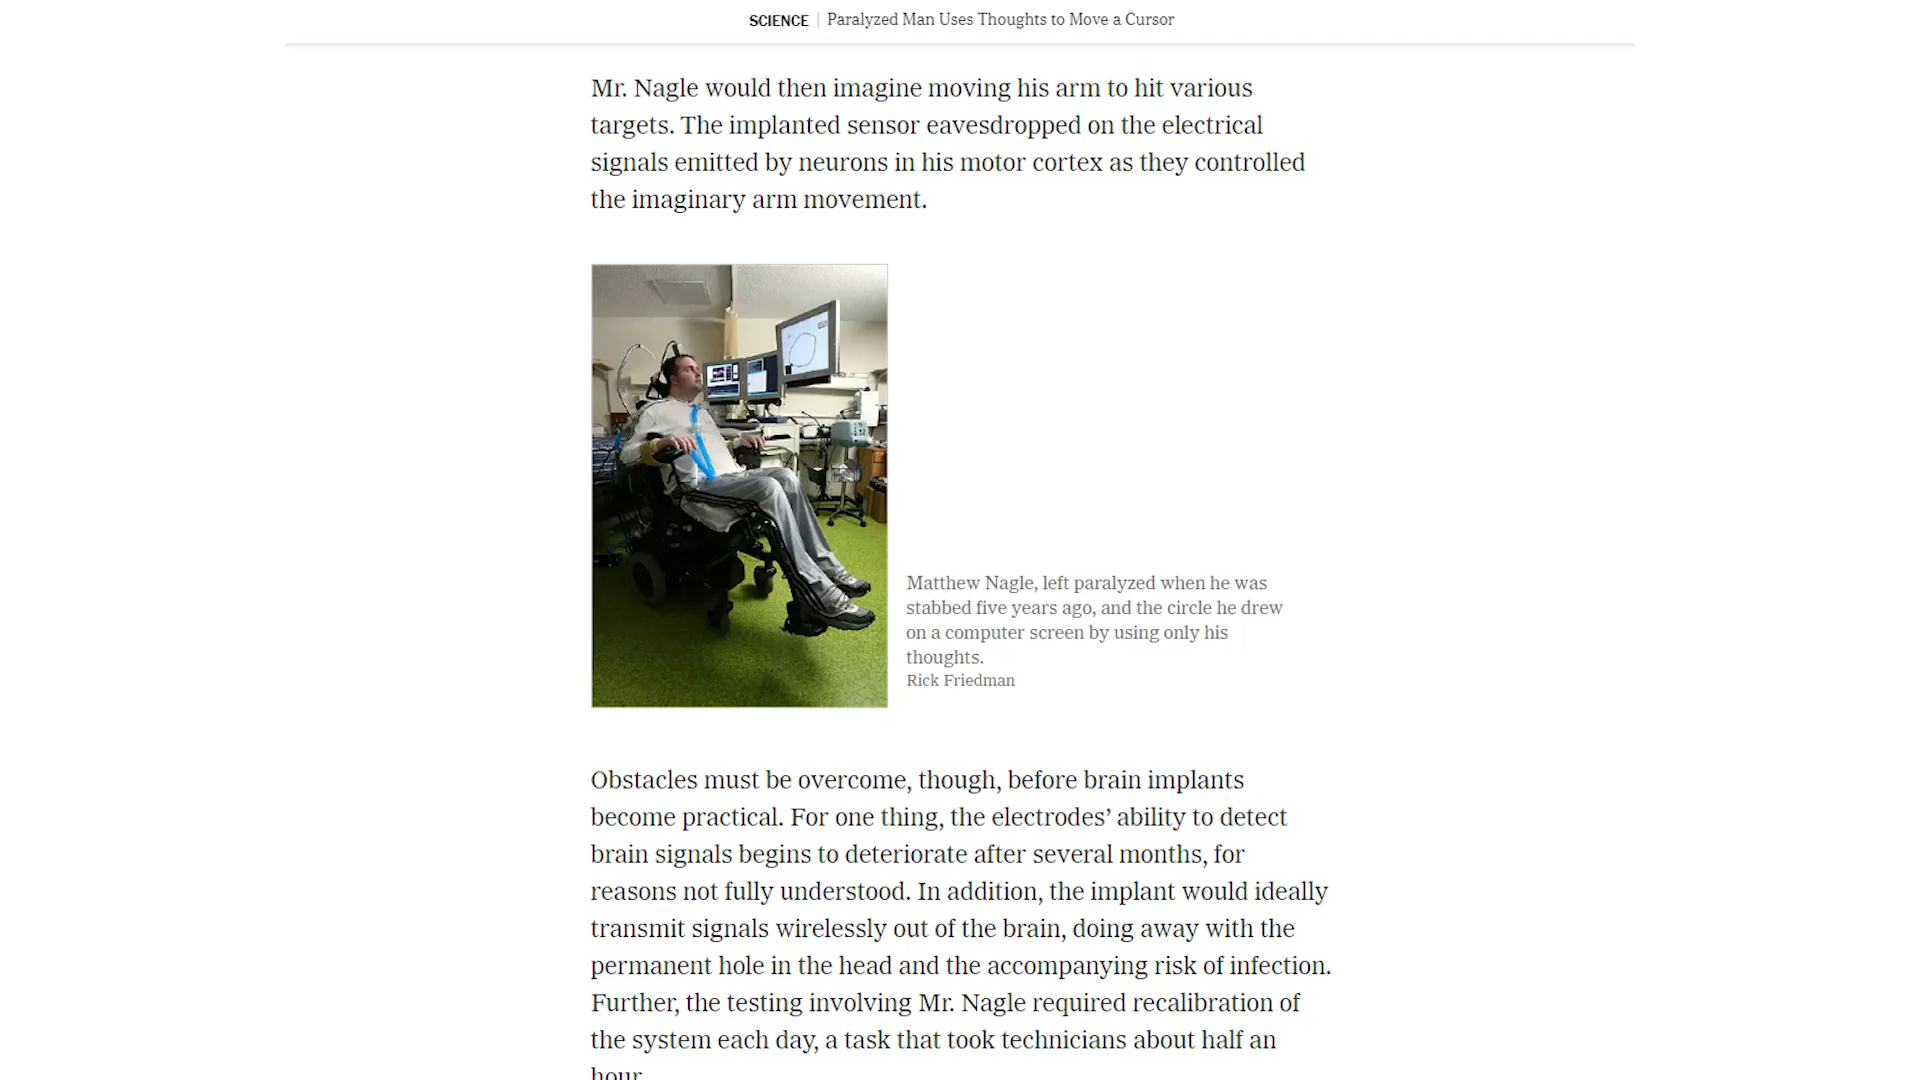 SCIENCE | Paralyzed Man Uses Thoughts to Move a Cursor
Mr. Nagle would then imagine moving his arm to hit various
targets. The implanted sensor eavesdropped on the electrical
signals emitted by neurons in his motor cortex as they controlled
the imaginary arm movement.
Matthew Nagle, left paralyzed when he was
stabbed five years ago, and the circle he drew
on a computer screen by using only his
thoughts.
Rick Friedman
Obstacles must be overcome, though, before brain implants
become practical. For one thing, the electrodes’ ability to detect
brain signals begins to deteriorate after several months, for
reasons not fully understood. In addition, the implant would ideally
transmit signals wirelessly out of the brain, doing away with the
permanent hole in the head and the accompanying risk of infection.
Further, the testing involving Mr. Nagle required recalibration of
the system each day, a task that took technicians about half an
hour.